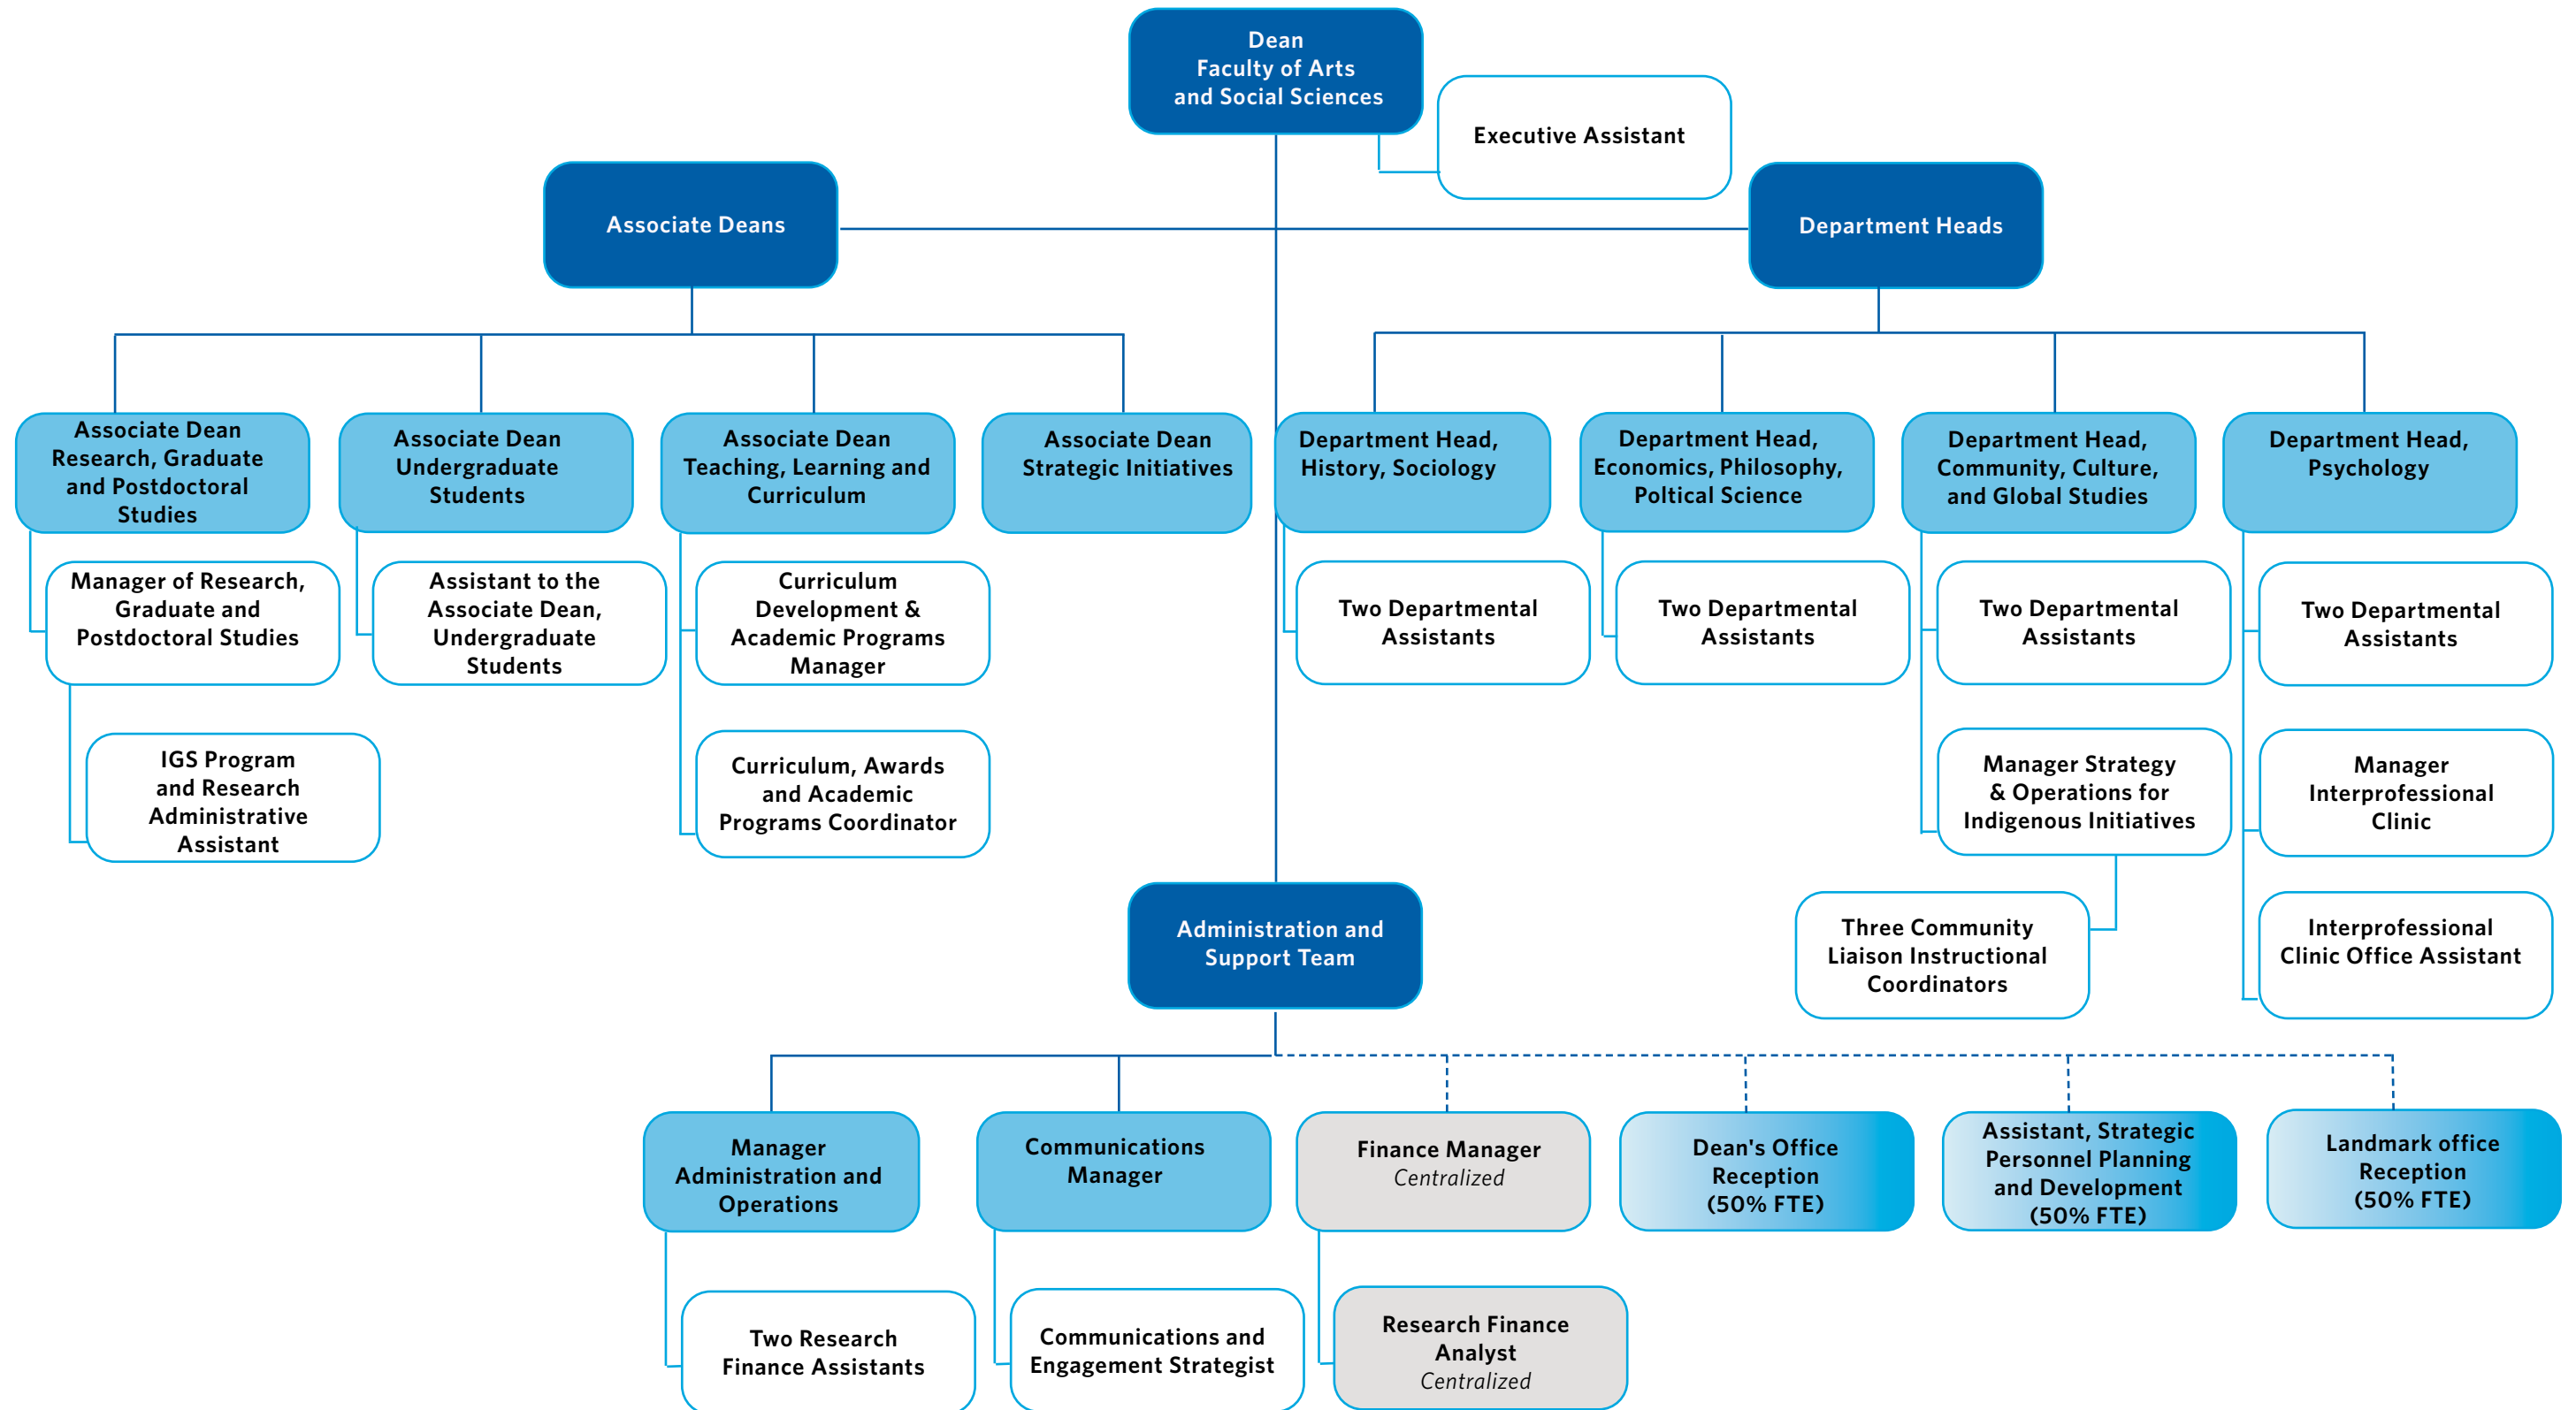 Dean
Faculty of Arts
and Social Sciences
Executive Assistant
Associate Deans
Department Heads
Associate Dean
Research, Graduate
and Postdoctoral
Studies
Associate Dean
Undergraduate
Students
Associate Dean
Teaching, Learning and
Curriculum
Associate Dean
Strategic Initiatives
Department Head,
History, Sociology
Department Head,
Economics, Philosophy,
Poltical Science
Department Head,
Community, Culture,
and Global Studies
Department Head,
Psychology
Manager of Research,
Graduate and
Postdoctoral Studies
Assistant to the
Associate Dean,
Undergraduate
Students
Curriculum
Development &
Academic Programs
Manager
Two Departmental
Assistants
Two Departmental
Assistants
Two Departmental
Assistants
Two Departmental
Assistants
IGS Program
and Research
Administrative
Assistant
Curriculum, Awards
and Academic
Programs Coordinator
Manager Strategy
& Operations for
Indigenous Initiatives
Manager
Interprofessional
Clinic
Three Community
Liaison Instructional
Coordinators
Interprofessional
Clinic Office Assistant
Administration and
Support Team
Manager
Administration and
Operations
Communications
Manager
Finance Manager
Centralized
Dean's Office
Reception
(50% FTE)
Assistant, Strategic
Personnel Planning
and Development
(50% FTE)
Landmark office
Reception
(50% FTE)
Two Research
Finance Assistants
Communications and
Engagement Strategist
Research Finance
Analyst
Centralized